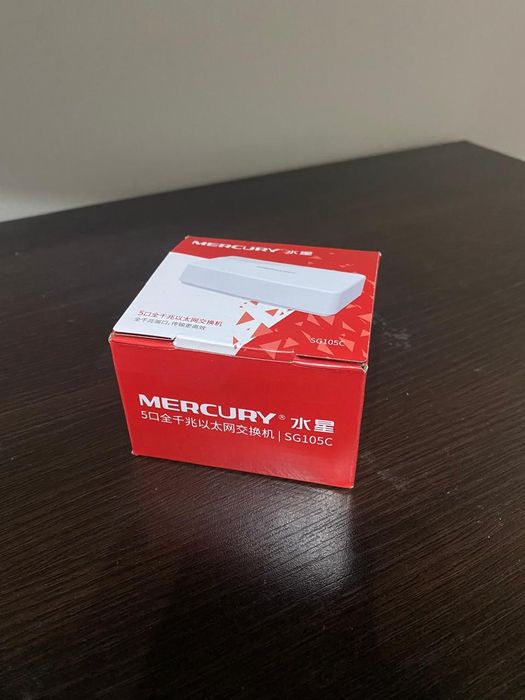 MERCURY 水星
5口全千兆以太网交换机
全千兆端口，传输更高效
SG105C
MERCURY® 水星
5口全千兆以太网交换机 | SG105C